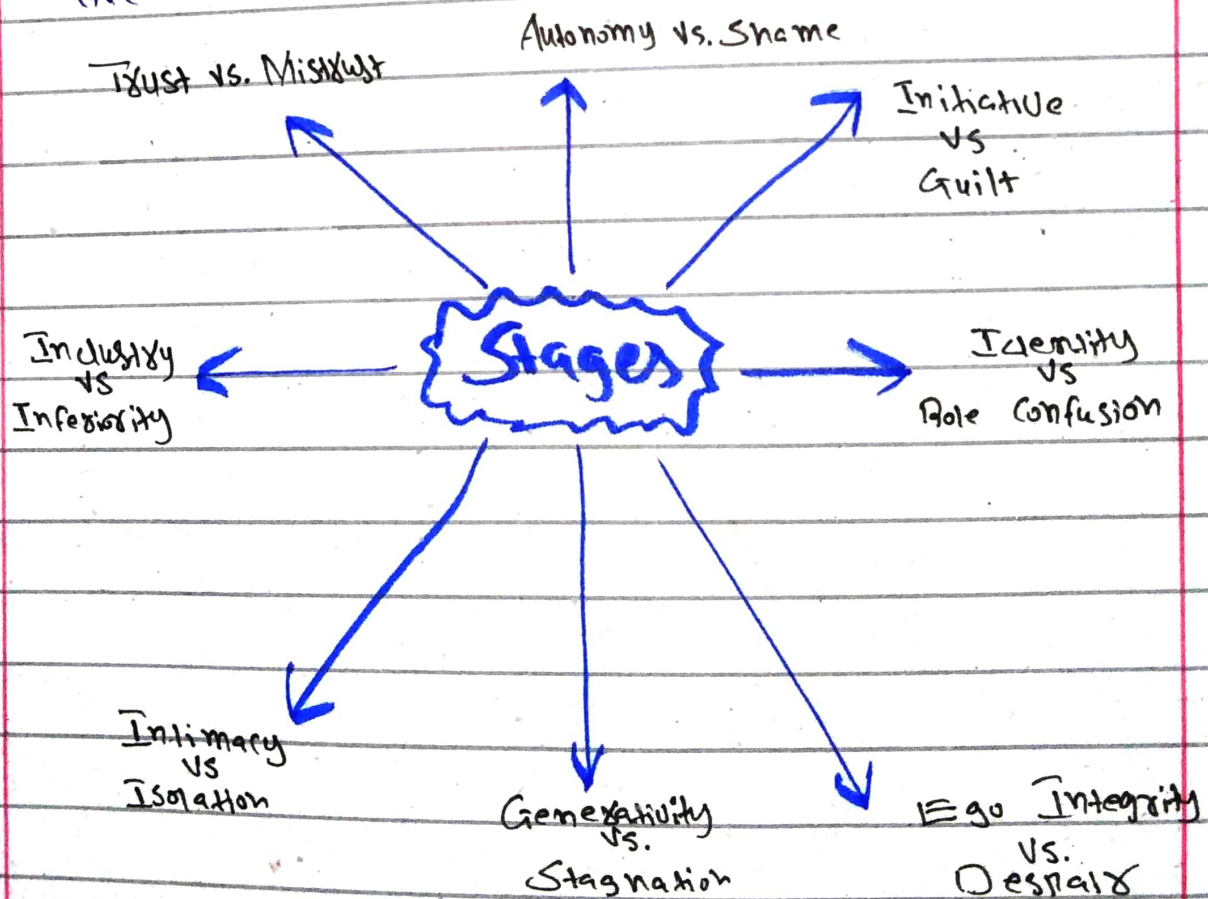 Autonomy vs. Shame
Trust vs. Mistrust
Initiative
vs
Guilt
Stages
Industry
vs
Inferiority
Identity
vs
Role Confusion
Intimacy
vs
Isolation
Generativity
vs.
Stagnation
Ego Integrity
vs.
Despair